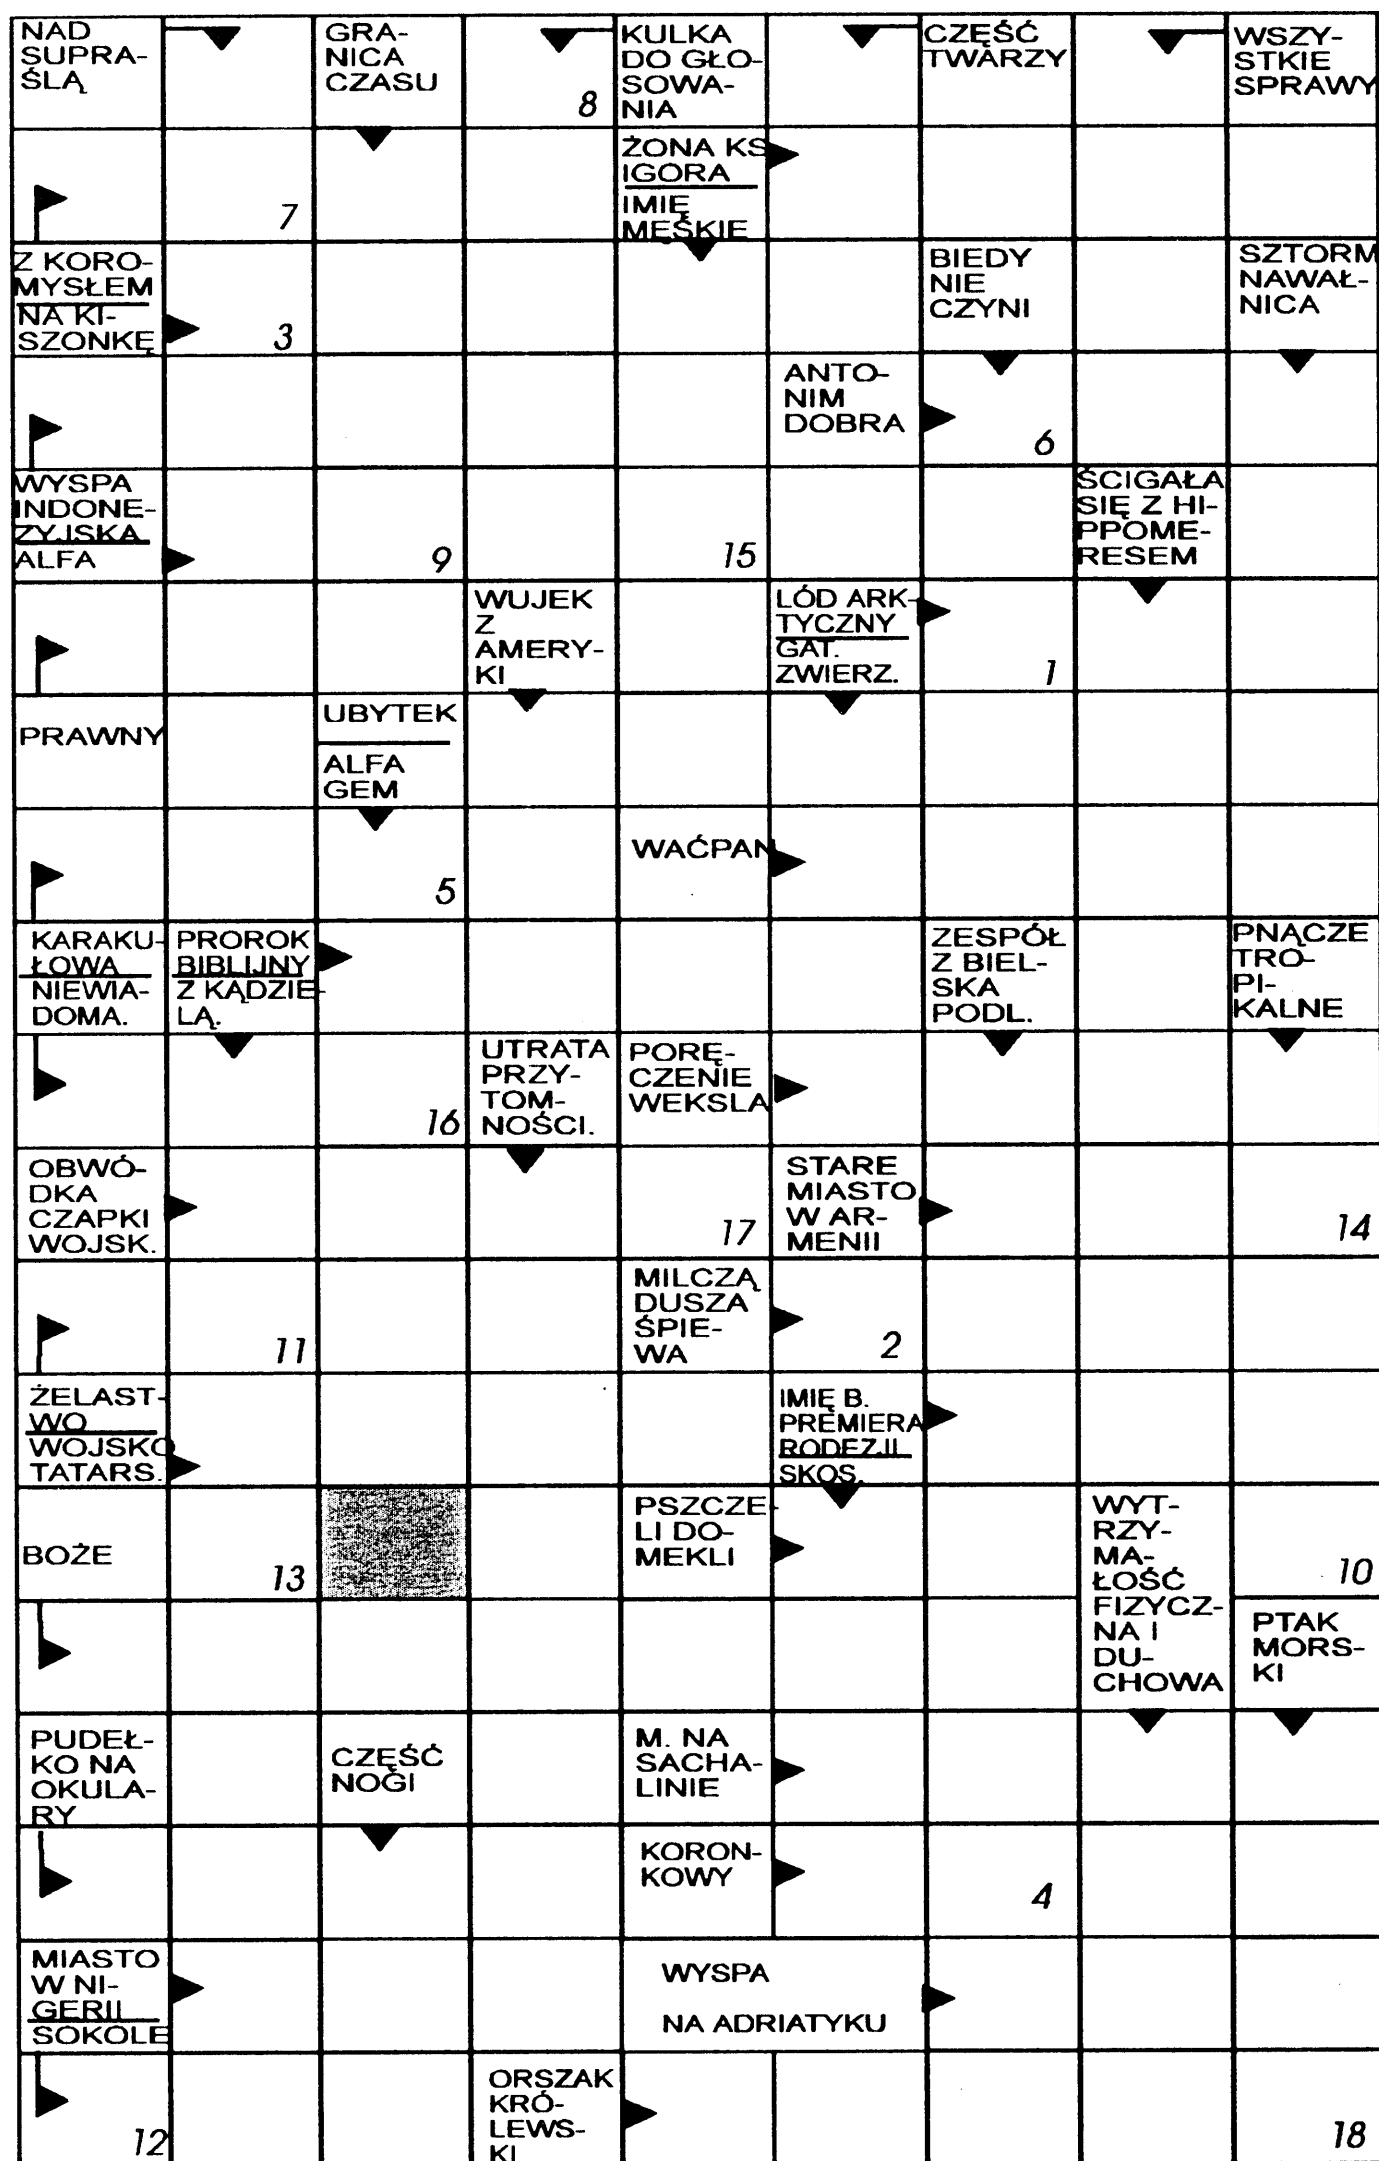 NAD
SUPRA-
ŚLĄ
GRA-
NICA
CZASU
8
KULKA
DO GŁO-
SOWA-
NIA
CZĘŚĆ
TWARZY
WSZY-
STKIE
SPRAWY
7
ŻONA KS
IGORA
IMIĘ
MĘSKIE
Z KORO-
MYSŁEM
NA KI-
SZONKĘ
3
BIEDY
NIE
CZYNI
SZTORM
NAWAŁ-
NICA
ANTO-
NIM
DOBRA
6
WYSPA
INDONE-
ZYJSKA
ALFA
9
15
ŚCIGAŁA
SIĘ Z HI-
PPOME-
RESEM
WUJEK
Z
AMERY-
KI
LÓD ARK-
TYCZNY
GAT.
ZWIERZ.
1
PRAWNY
UBYTEK
ALFA
GEM
5
WAĆPAN
KARAKU-
ŁOWA
NIEWIA-
DOMA.
PROROK
BIBLIJNY
Z KĄDZIE-
LĄ.
ZESPÓŁ
Z BIEL-
SKA
PODL.
PNĄCZE
TRO-
PI-
KALNE
16
UTRATA
PRZY-
TOM-
NOŚCI.
PORĘ-
CZENIE
WEKSLA
OBWÓ-
DKA
CZAPKI
WOJSK.
17
STARE
MIASTO
W AR-
MENII
14
11
MILCZĄ
DUSZA
ŚPIE-
WA
2
ŻELAST-
WO
WOJSKO
TATARS.
IMIĘ B.
PREMIERA
RODEZJI
SKOS.
BOŻE
13
PSZCZE-
LI DO-
MEKLI
WYT-
RZY-
MA-
ŁOŚĆ
FIZYCZ-
NA I
DU-
CHOWA
10
PTAK
MORS-
KI
PUDEŁ-
KO NA
OKULA-
RY
CZĘŚĆ
NOGI
M. NA
SACHA-
LINIE
KORON-
KOWY
4
MIASTO
W NI-
GERII
SOKOLE
WYSPA
NA ADRIATYKU
12
ORSZAK
KRÓ-
LEWS-
KI
18